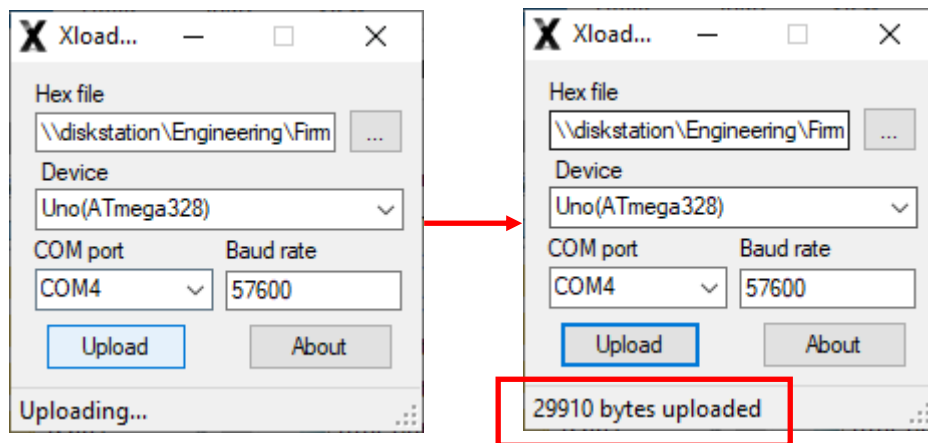 Xload...
Hex file
\\diskstation\Engineering\Firm
...
Device
Uno(ATmega328)
COM port Baud rate
COM4 57600
Upload About
Uploading...
Xload...
Hex file
\\diskstation\Engineering\Firm
...
Device
Uno(ATmega328)
COM port Baud rate
COM4 57600
Upload About
29910 bytes uploaded